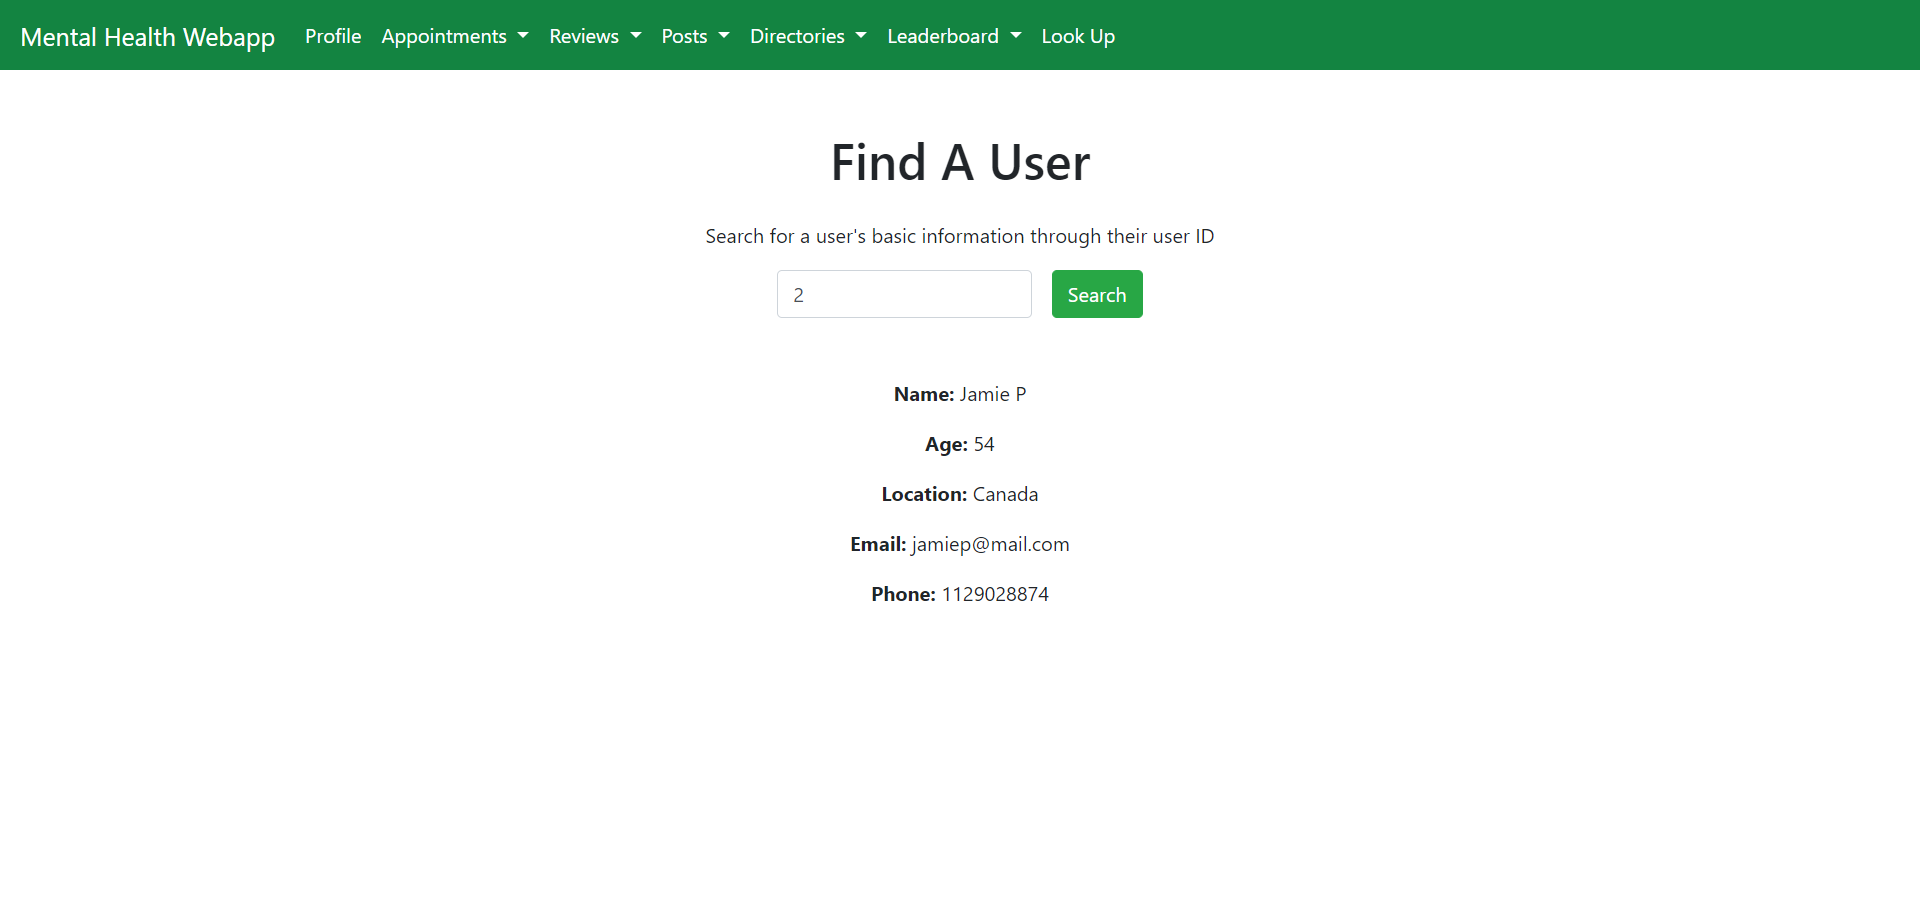 Mental Health Webapp Profile Appointments Reviews Posts Directories Leaderboard Look Up
Find A User
Search for a user's basic information through their user ID
2 Search
Name: Jamie P
Age: 54
Location: Canada
Email: jamiep@mail.com
Phone: 1129028874